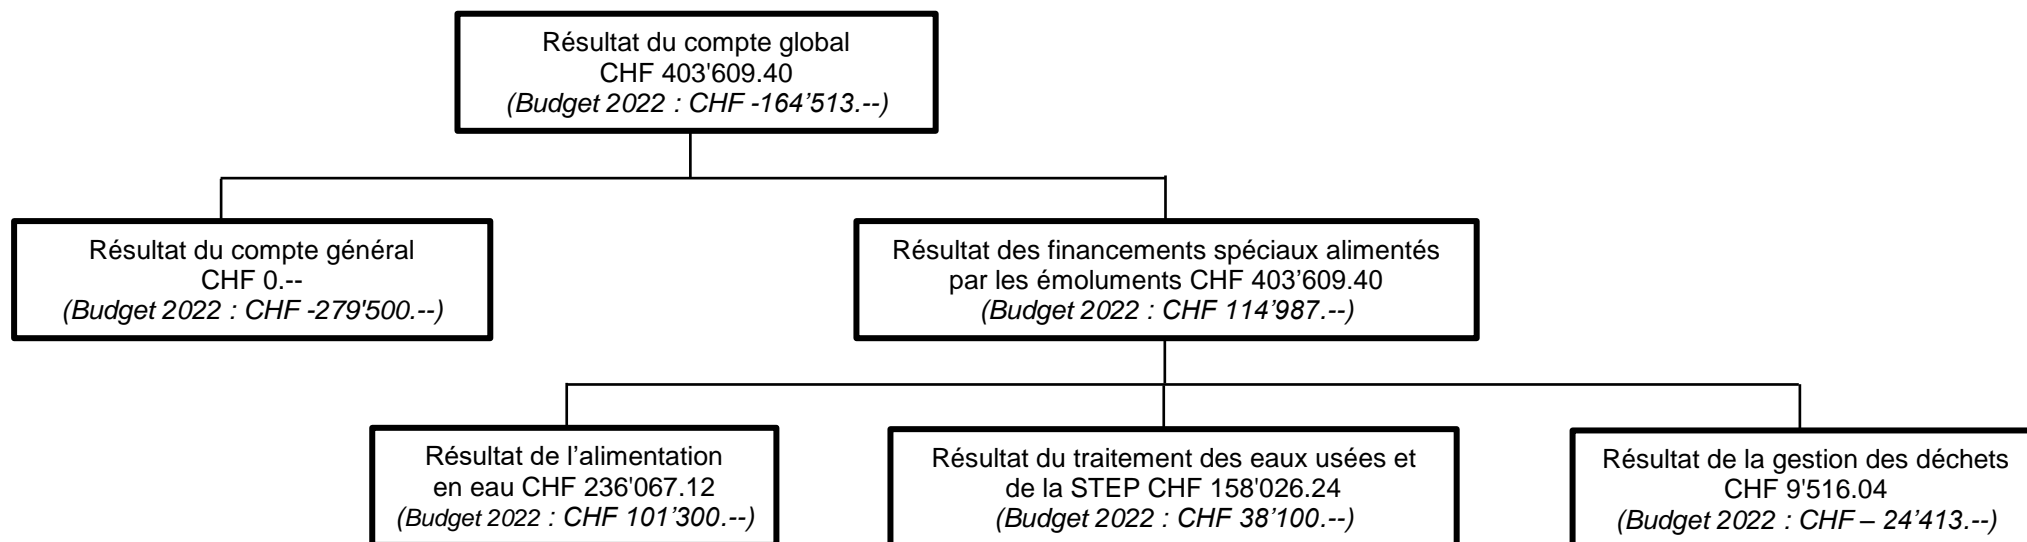 Résultat du compte global
CHF 403'609.40
(Budget 2022 : CHF -164’513.--)
Résultat du compte général
CHF 0.--
(Budget 2022 : CHF -279'500.--)
Résultat des financements spéciaux alimentés
par les émoluments CHF 403’609.40
(Budget 2022 : CHF 114’987.--)
Résultat de l’alimentation
en eau CHF 236'067.12
(Budget 2022 : CHF 101’300.--)
Résultat du traitement des eaux usées et
de la STEP CHF 158'026.24
(Budget 2022 : CHF 38’100.--)
Résultat de la gestion des déchets
CHF 9'516.04
(Budget 2022 : CHF – 24’413.--)